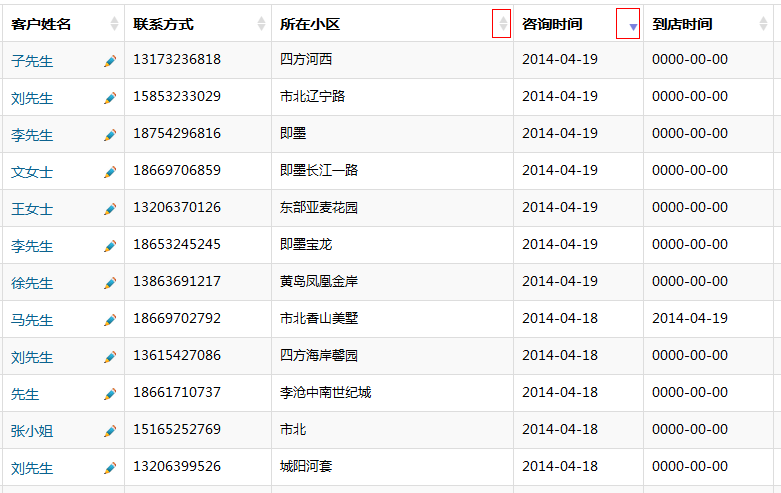 客户姓名 联系方式 所在小区 咨询时间 到店时间
子先生 13173236818 四方河西 2014-04-19 0000-00-00
刘先生 15853233029 市北辽宁路 2014-04-19 0000-00-00
李先生 18754296816 即墨 2014-04-19 0000-00-00
文女士 18669706859 即墨长江一路 2014-04-19 0000-00-00
王女士 13206370126 东部亚麦花园 2014-04-19 0000-00-00
李先生 18653245245 即墨宝龙 2014-04-19 0000-00-00
徐先生 13863691217 黄岛凤凰金岸 2014-04-19 0000-00-00
马先生 18669702792 市北香山美墅 2014-04-18 2014-04-19
刘先生 13615427086 四方海岸馨园 2014-04-18 0000-00-00
先生 18661710737 李沧中南世纪城 2014-04-18 0000-00-00
张小姐 15165252769 市北 2014-04-18 0000-00-00
刘先生 13206399526 城阳河套 2014-04-18 0000-00-00